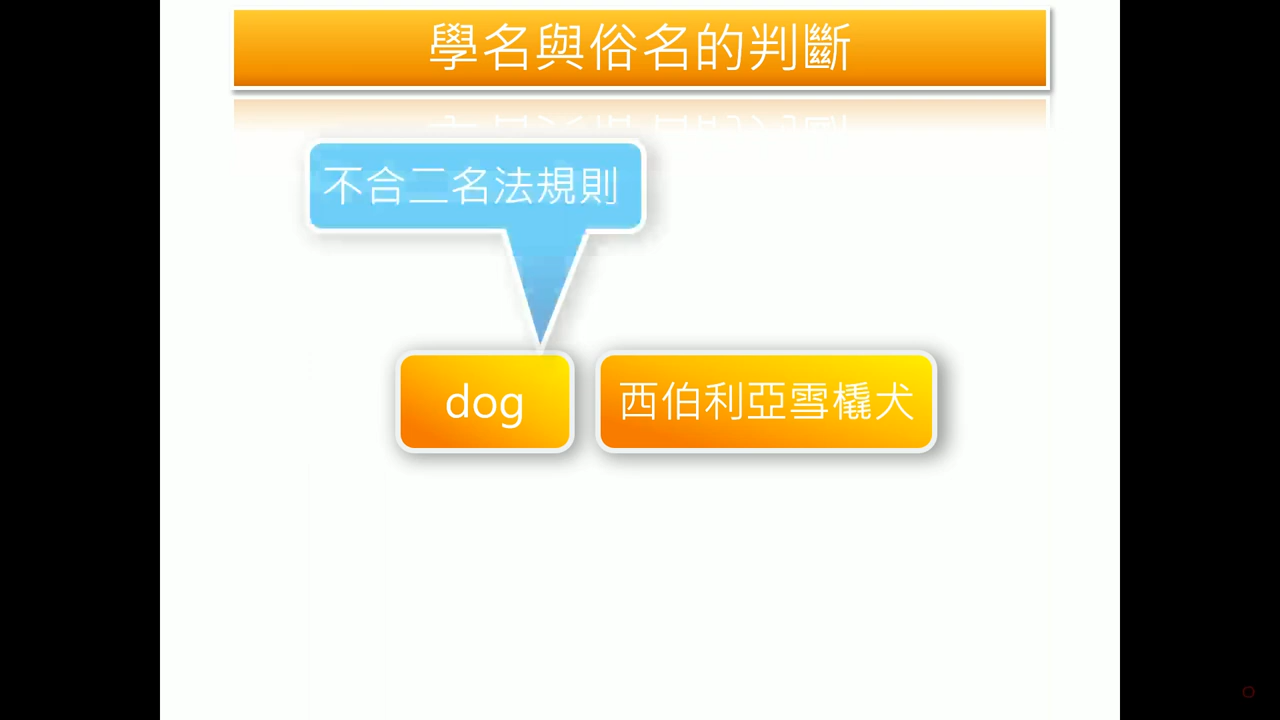 學名與俗名的判斷
不合二名法規則
dog
西伯利亞雪橇犬